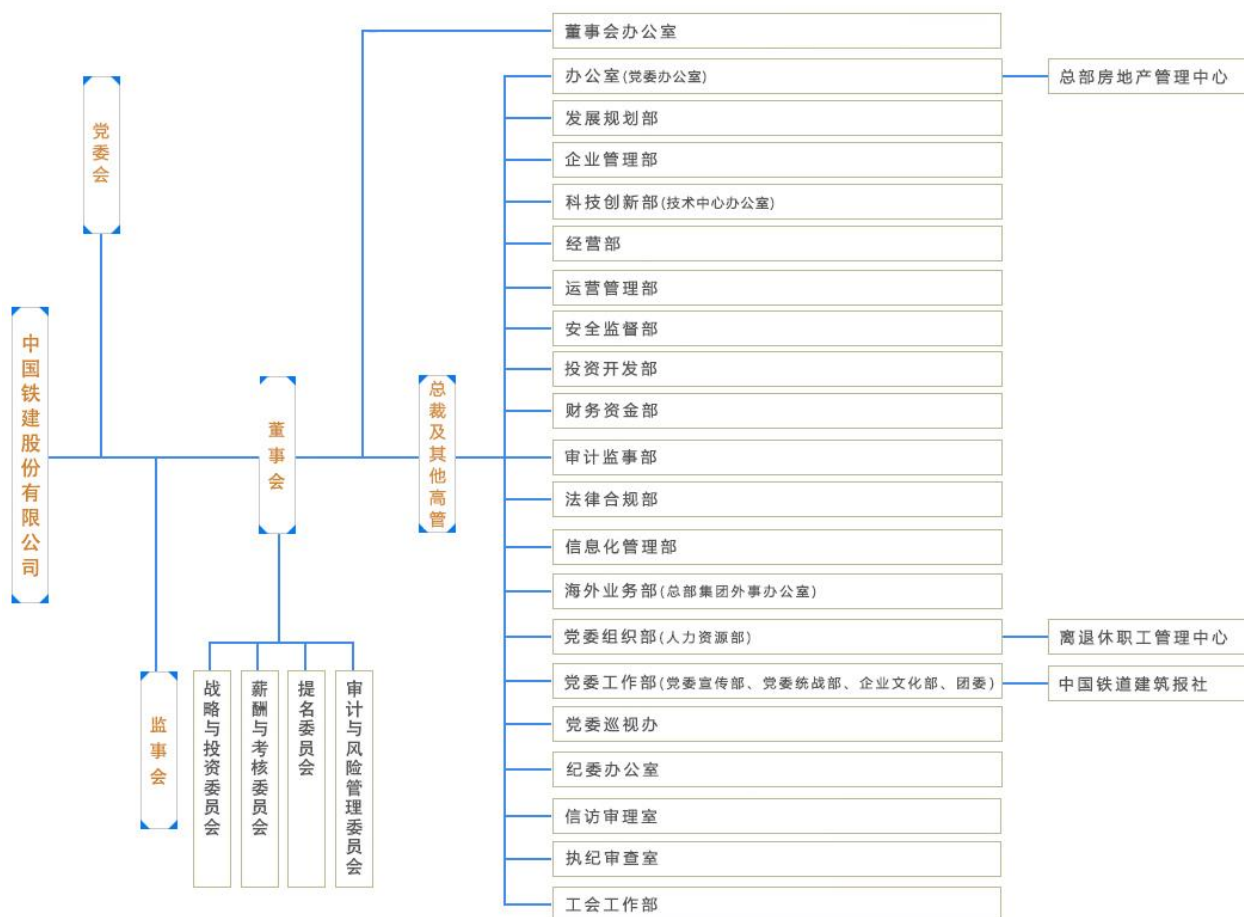 中国铁建股份有限公司
党委会
监事会
董事会
战略与投资委员会
薪酬与考核委员会
提名委员会
审计与风险管理委员会
总裁及其他高管
董事会办公室
办公室(党委办公室)
总部房地产管理中心
发展规划部
企业管理部
科技创新部(技术中心办公室)
经营部
运营管理部
安全监督部
投资开发部
财务资金部
审计监事部
法律合规部
信息化管理部
海外业务部(总部集团外事办公室)
党委组织部(人力资源部)
离退休职工管理中心
党委工作部(党委宣传部、党委统战部、企业文化部、团委)
中国铁道建筑报社
党委巡视办
纪委办公室
信访审理室
执纪审查室
工会工作部